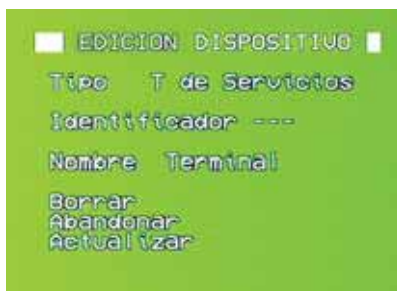 EDICION DISPOSITIVO
Tipo T de Servicios
Identificador ---
Nombre Terminal
Borrar
Abandonar
Actualizar